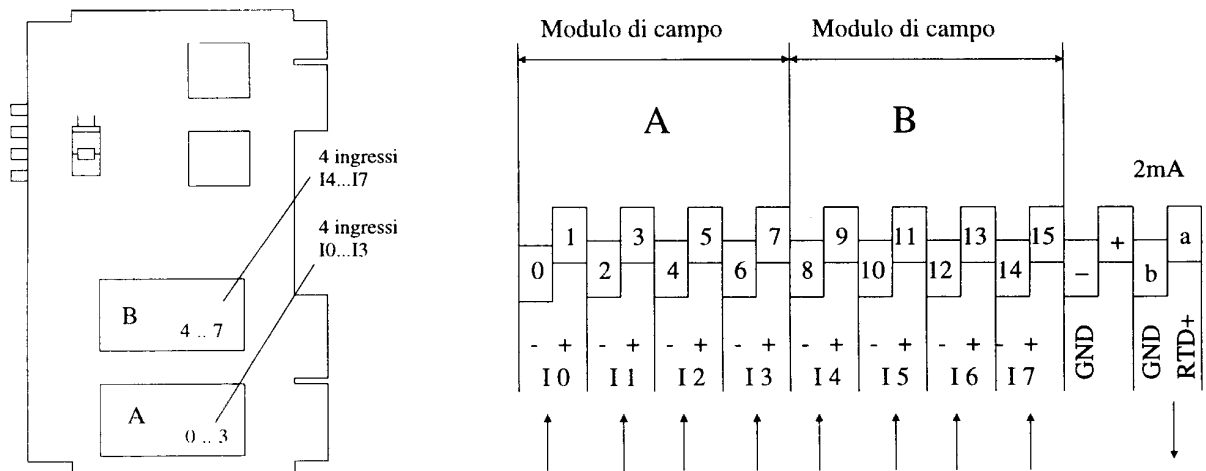 4 ingressi
I4...I7
4 ingressi
I0...I3
B
4 .. 7
A
0 .. 3
Modulo di campo
Modulo di campo
A
B
2mA
1 3 5 7 9 11 13 15 + a
0 2 4 6 8 10 12 14 – b
- + - + - + - + - + - + - + - +
I 0 I 1 I 2 I 3 I 4 I 5 I 6 I 7
GND
GND
RTD+